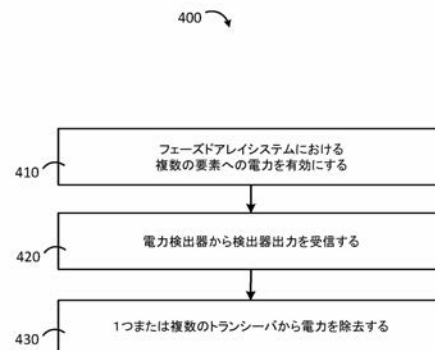 400
フェーズドアレイシステムにおける
複数の要素への電力を有効にする
410
電力検出器から検出器出力を受信する
420
1つまたは複数のトランシーバから電力を除去する
430